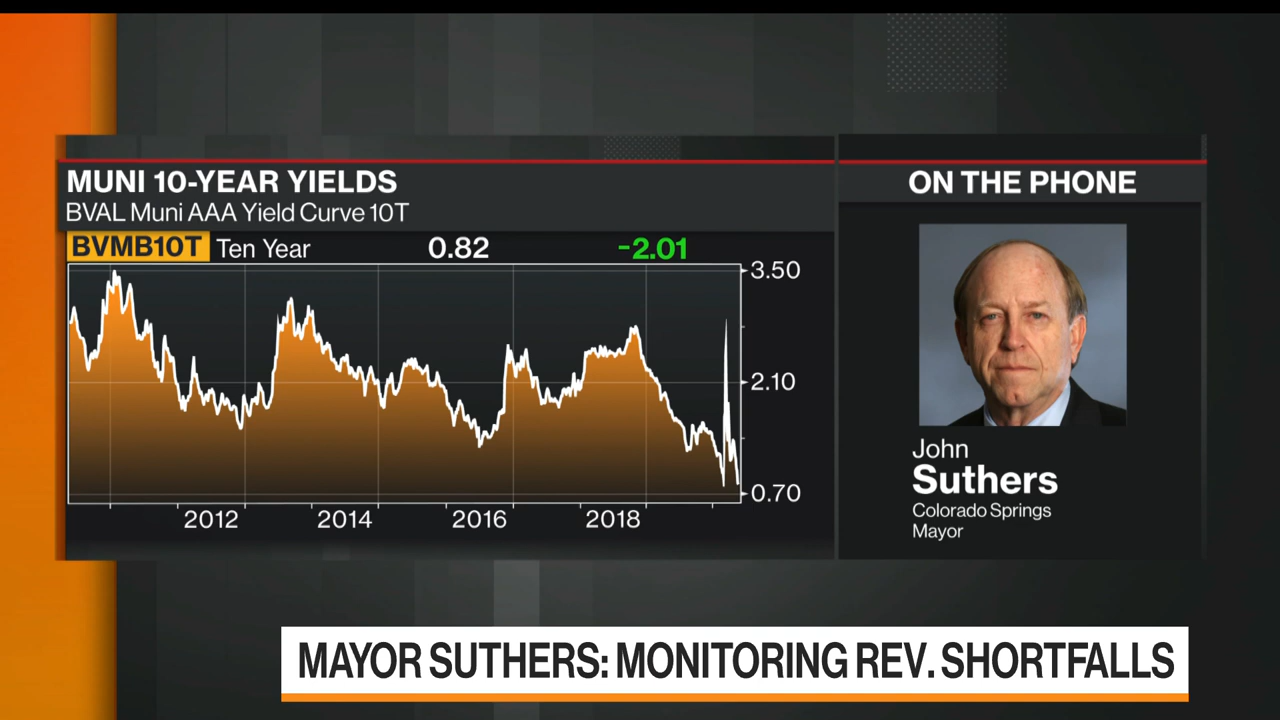 MUNI 10-YEAR YIELDS
BVAL Muni AAA Yield Curve 10T
BVMB10T Ten Year 0.82 -2.01
3.50
2.10
0.70
2012 2014 2016 2018
ON THE PHONE
John
Suthers
Colorado Springs
Mayor
MAYOR SUTHERS: MONITORING REV. SHORTFALLS